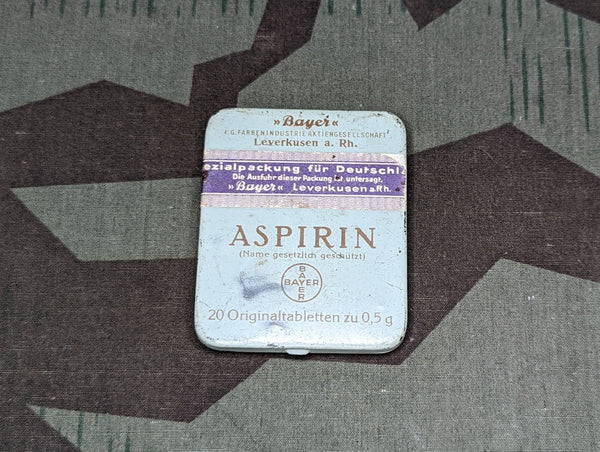 »Bayer«
I.G. FARBENINDUSTRIE AKTIENGESELLSCHAFT
Leverkusen a. Rh.
zialpackung für Deutschl
Die Ausfuhr dieser Packung ist untersagt.
»Bayer« Leverkusen a. Rh.
ASPIRIN
(Name gesetzlich geschützt)
BAYER
BAYER
20 Originaltabletten zu 0,5 g